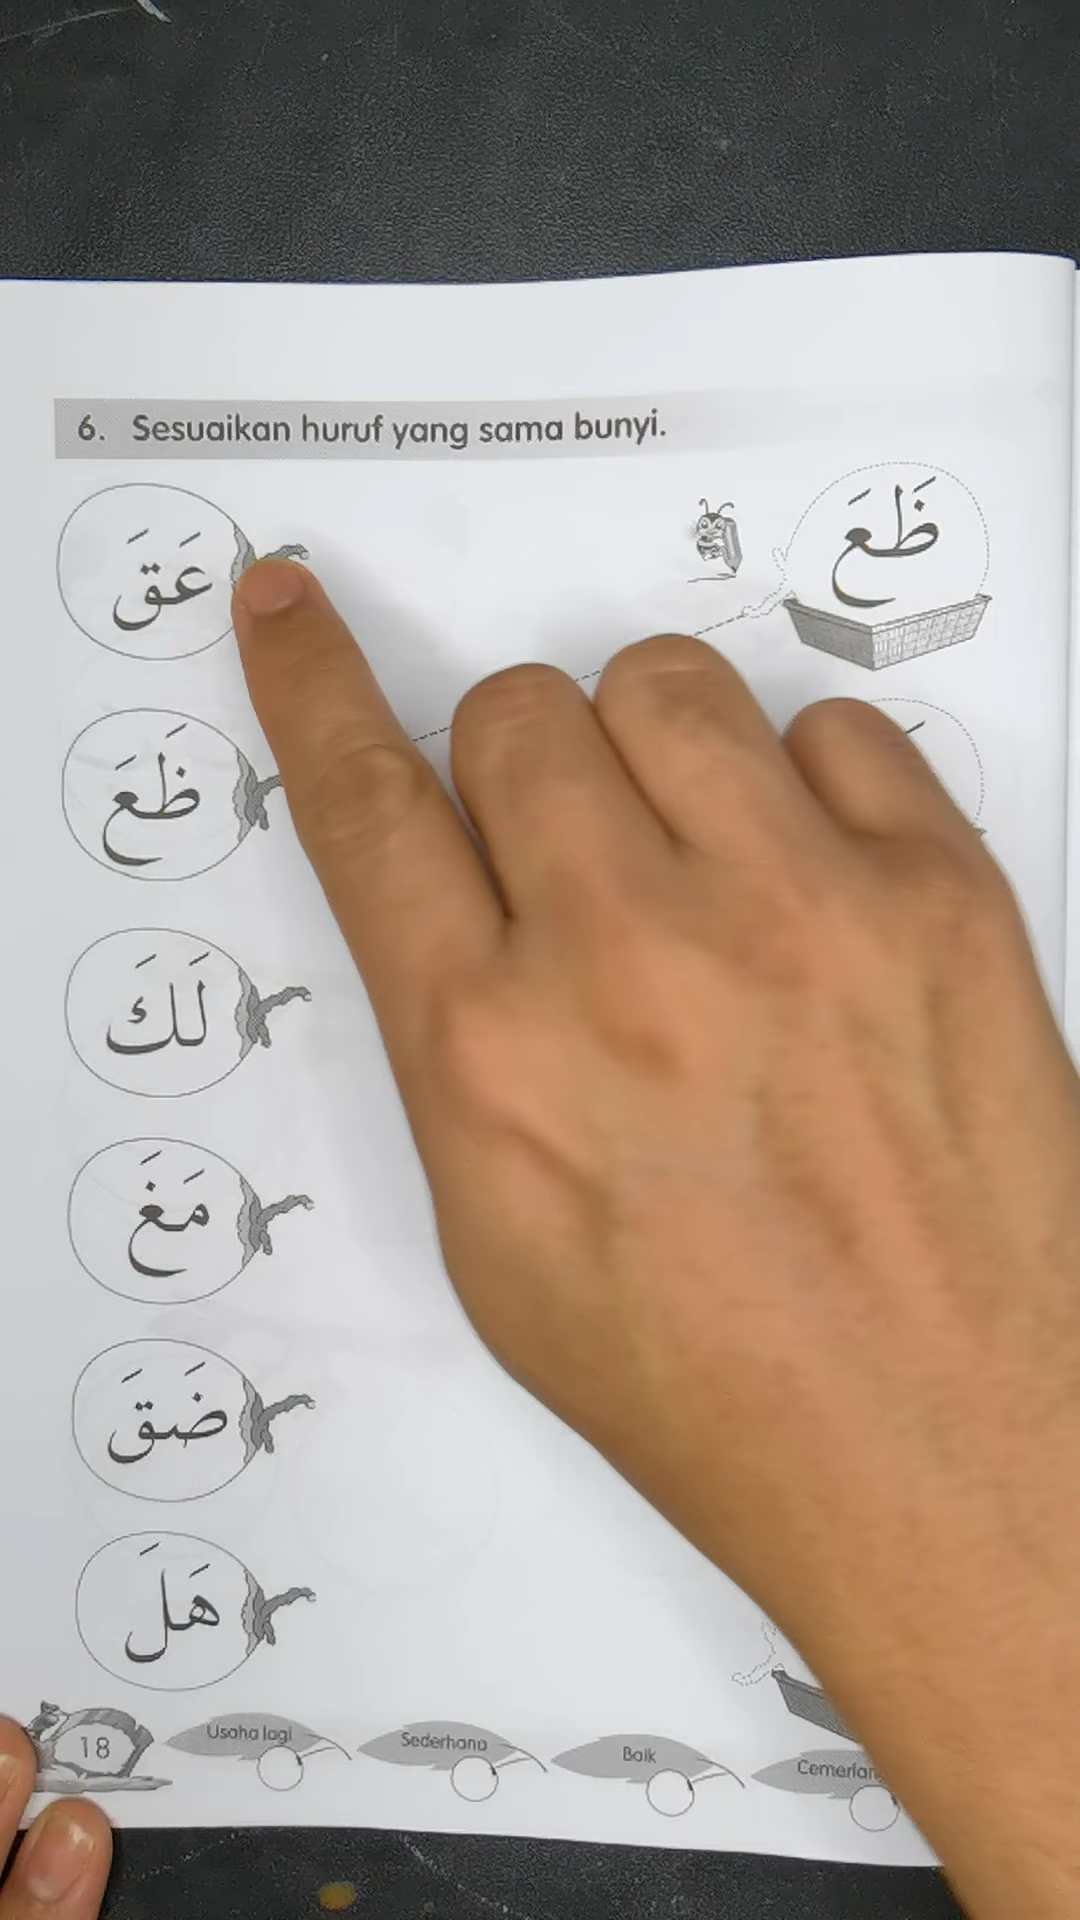 6. Sesuaikan huruf yang sama bunyi.
عَقَ
ظَعَ
ظَعَ
لَكَ
مَغَ
ضَقَ
هَلَ
18
Usaha lagi
Sederhana
Baik